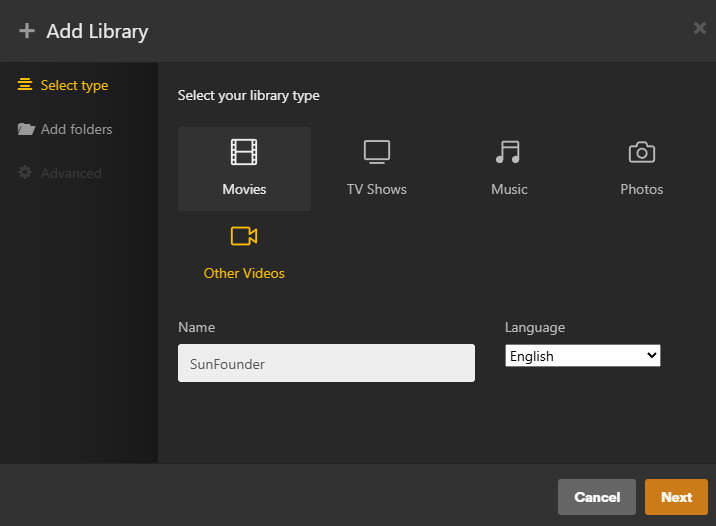 Add Library
Select type
Add folders
Advanced
Select your library type
Movies
TV Shows
Music
Photos
Other Videos
Name
Language
SunFounder
English
Cancel
Next